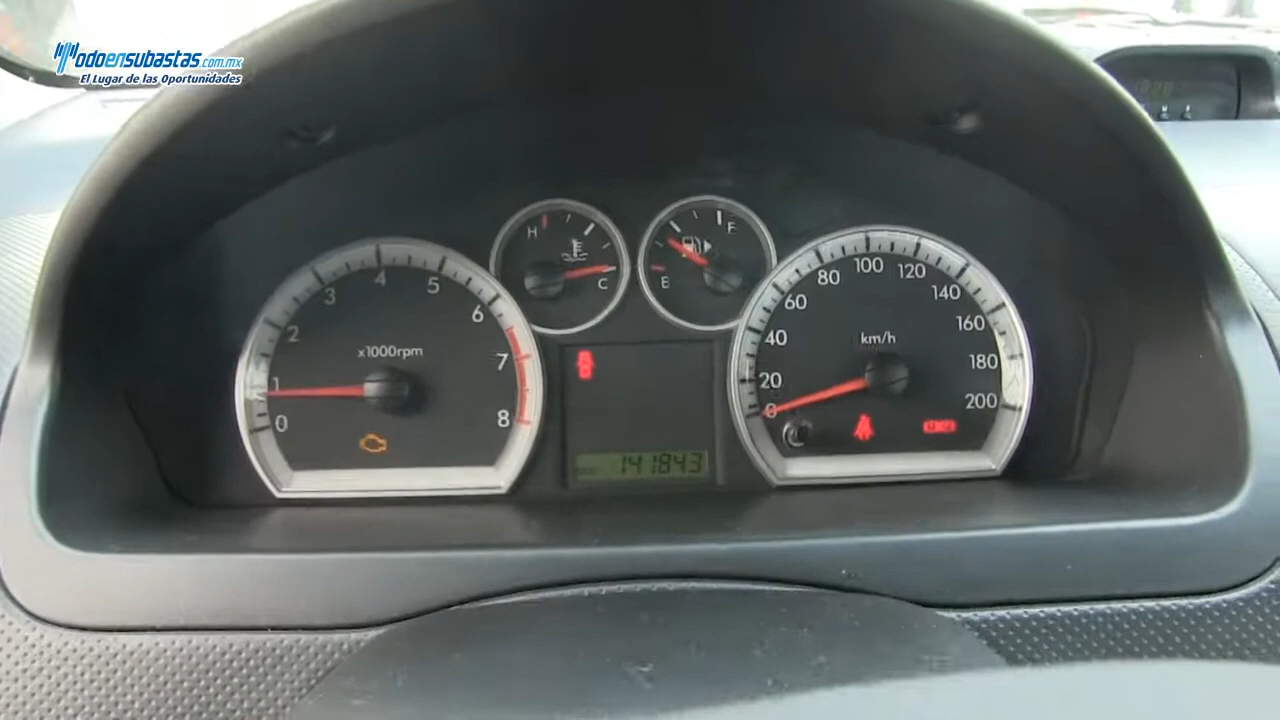 Todoensubastas.com.mx
El Lugar de las Oportunidades
H
C
F
E
0
1
2
3
4
5
6
7
8
x1000rpm
141843
0
20
40
60
80
100
120
140
160
180
200
km/h